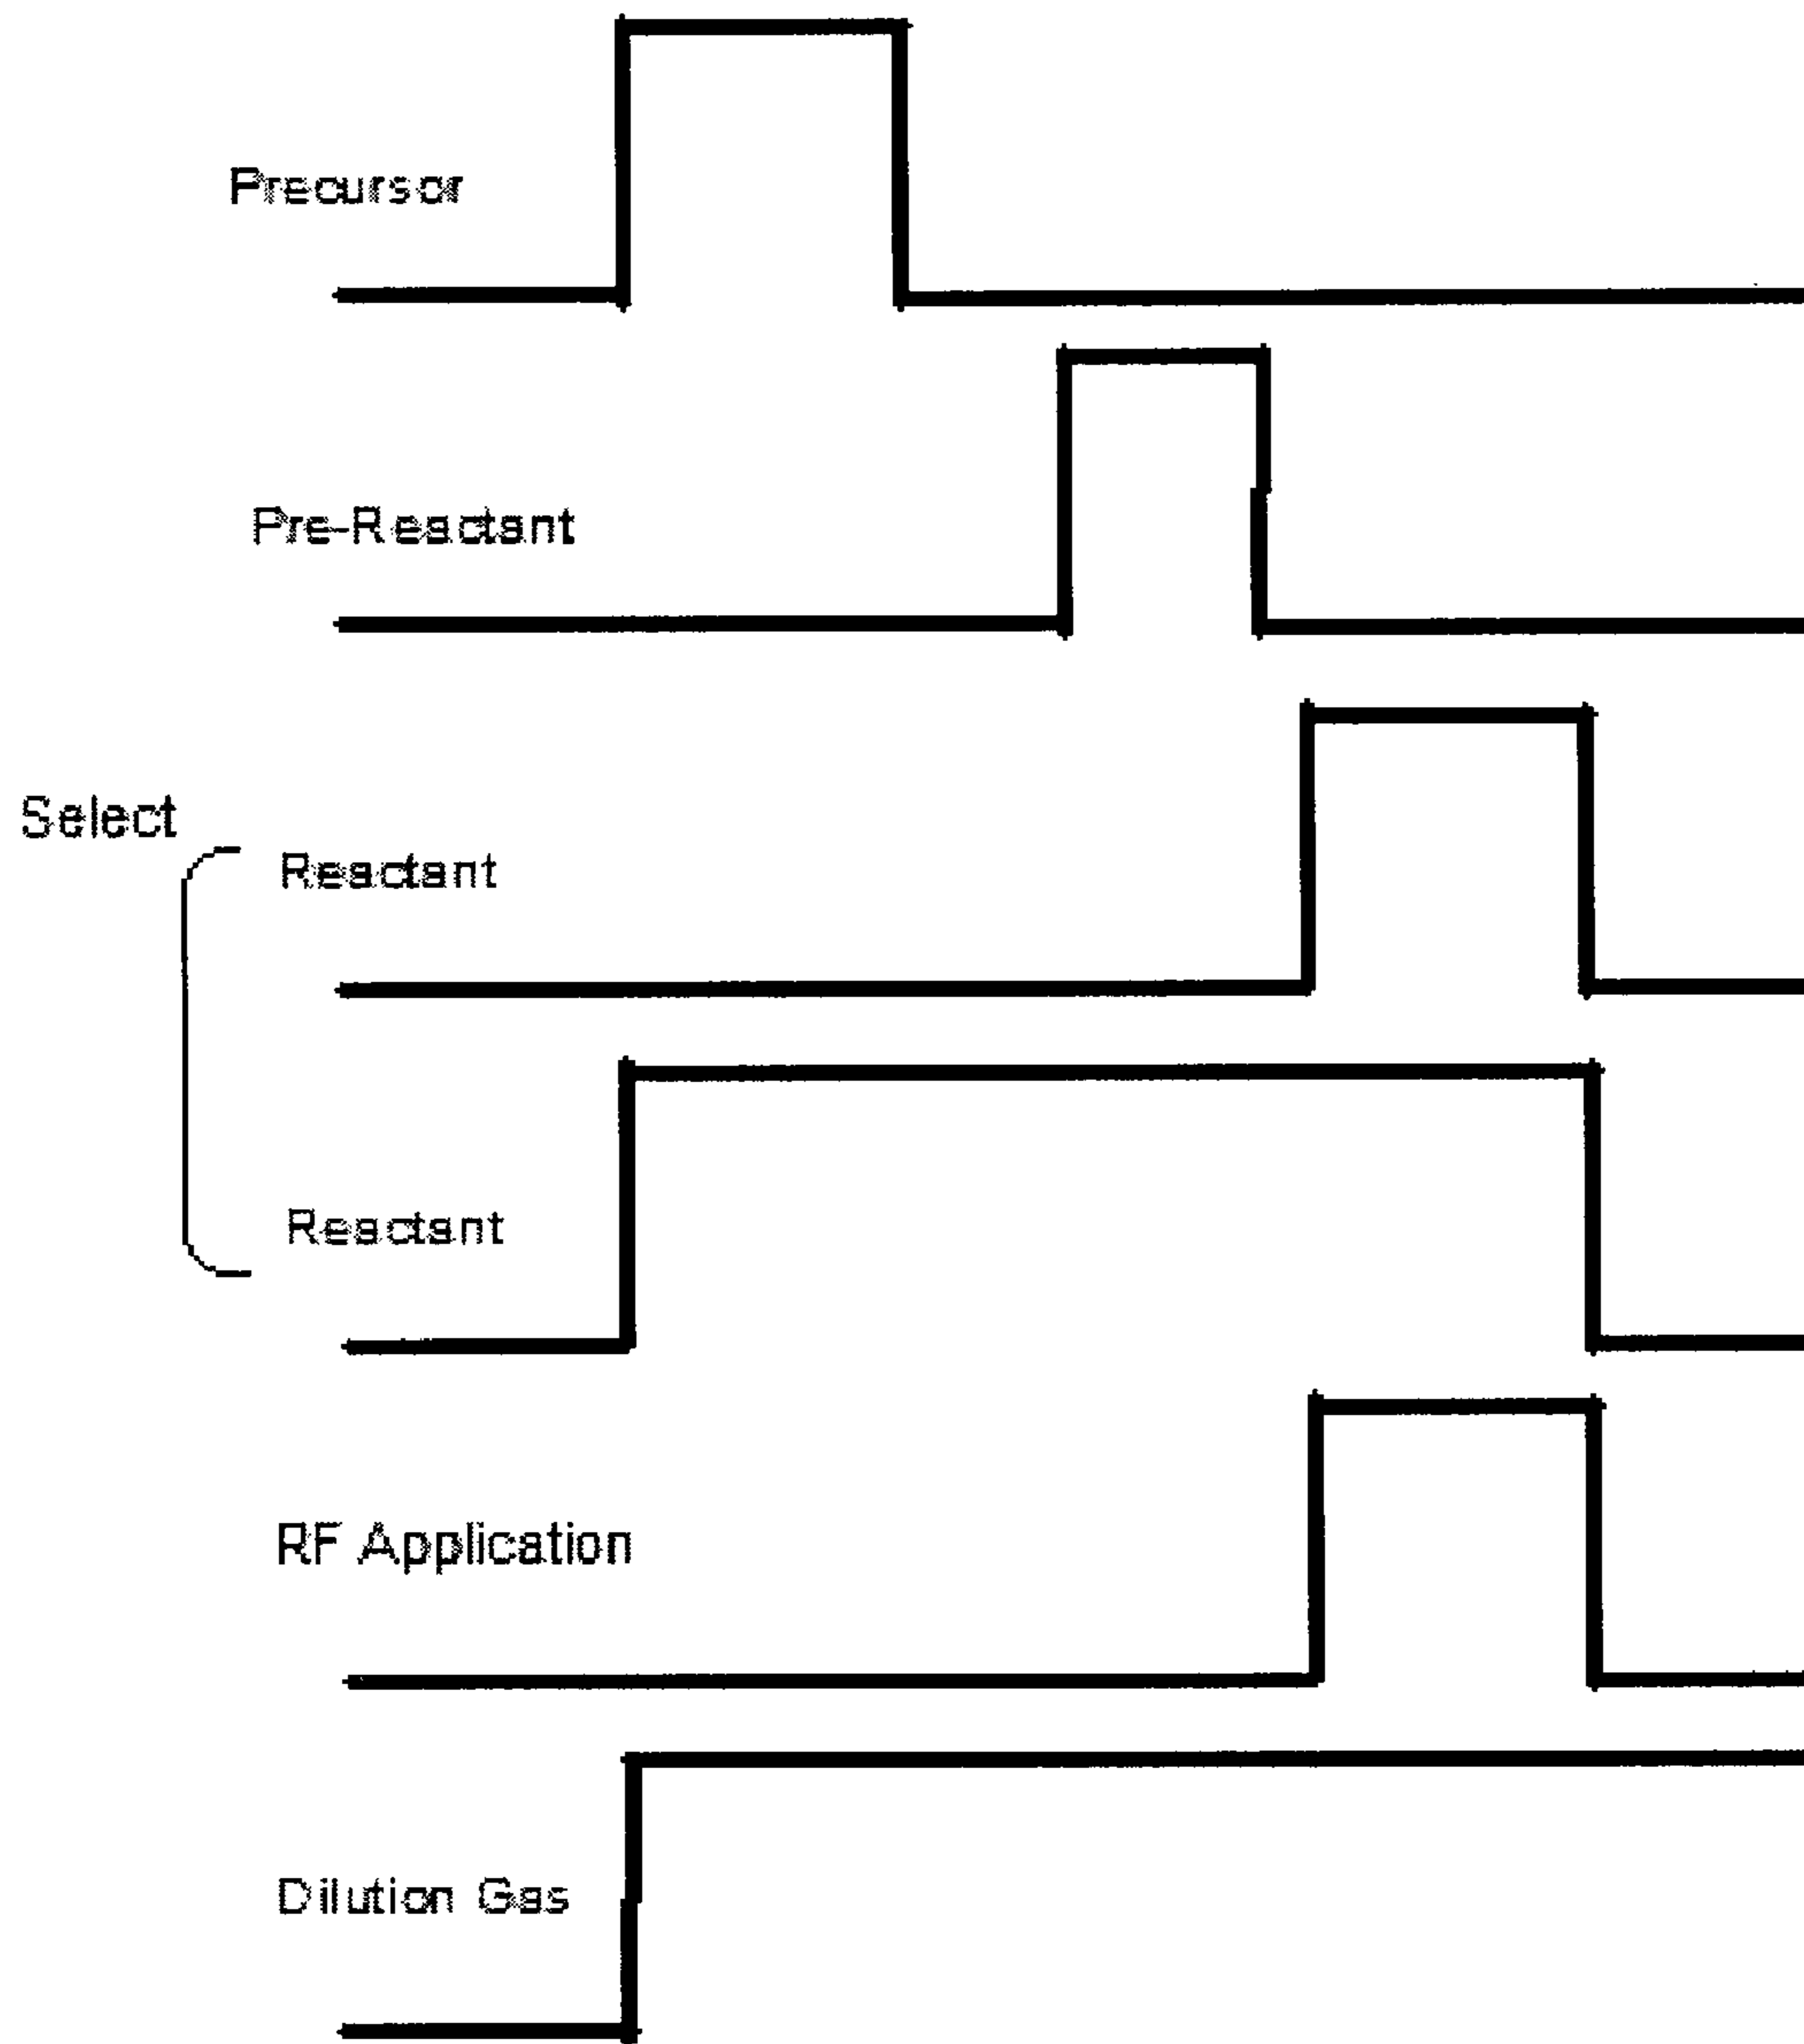 Precursor
Pre-Reactant
Select
Reactant
Reactant
RF Application
Dilution Gas